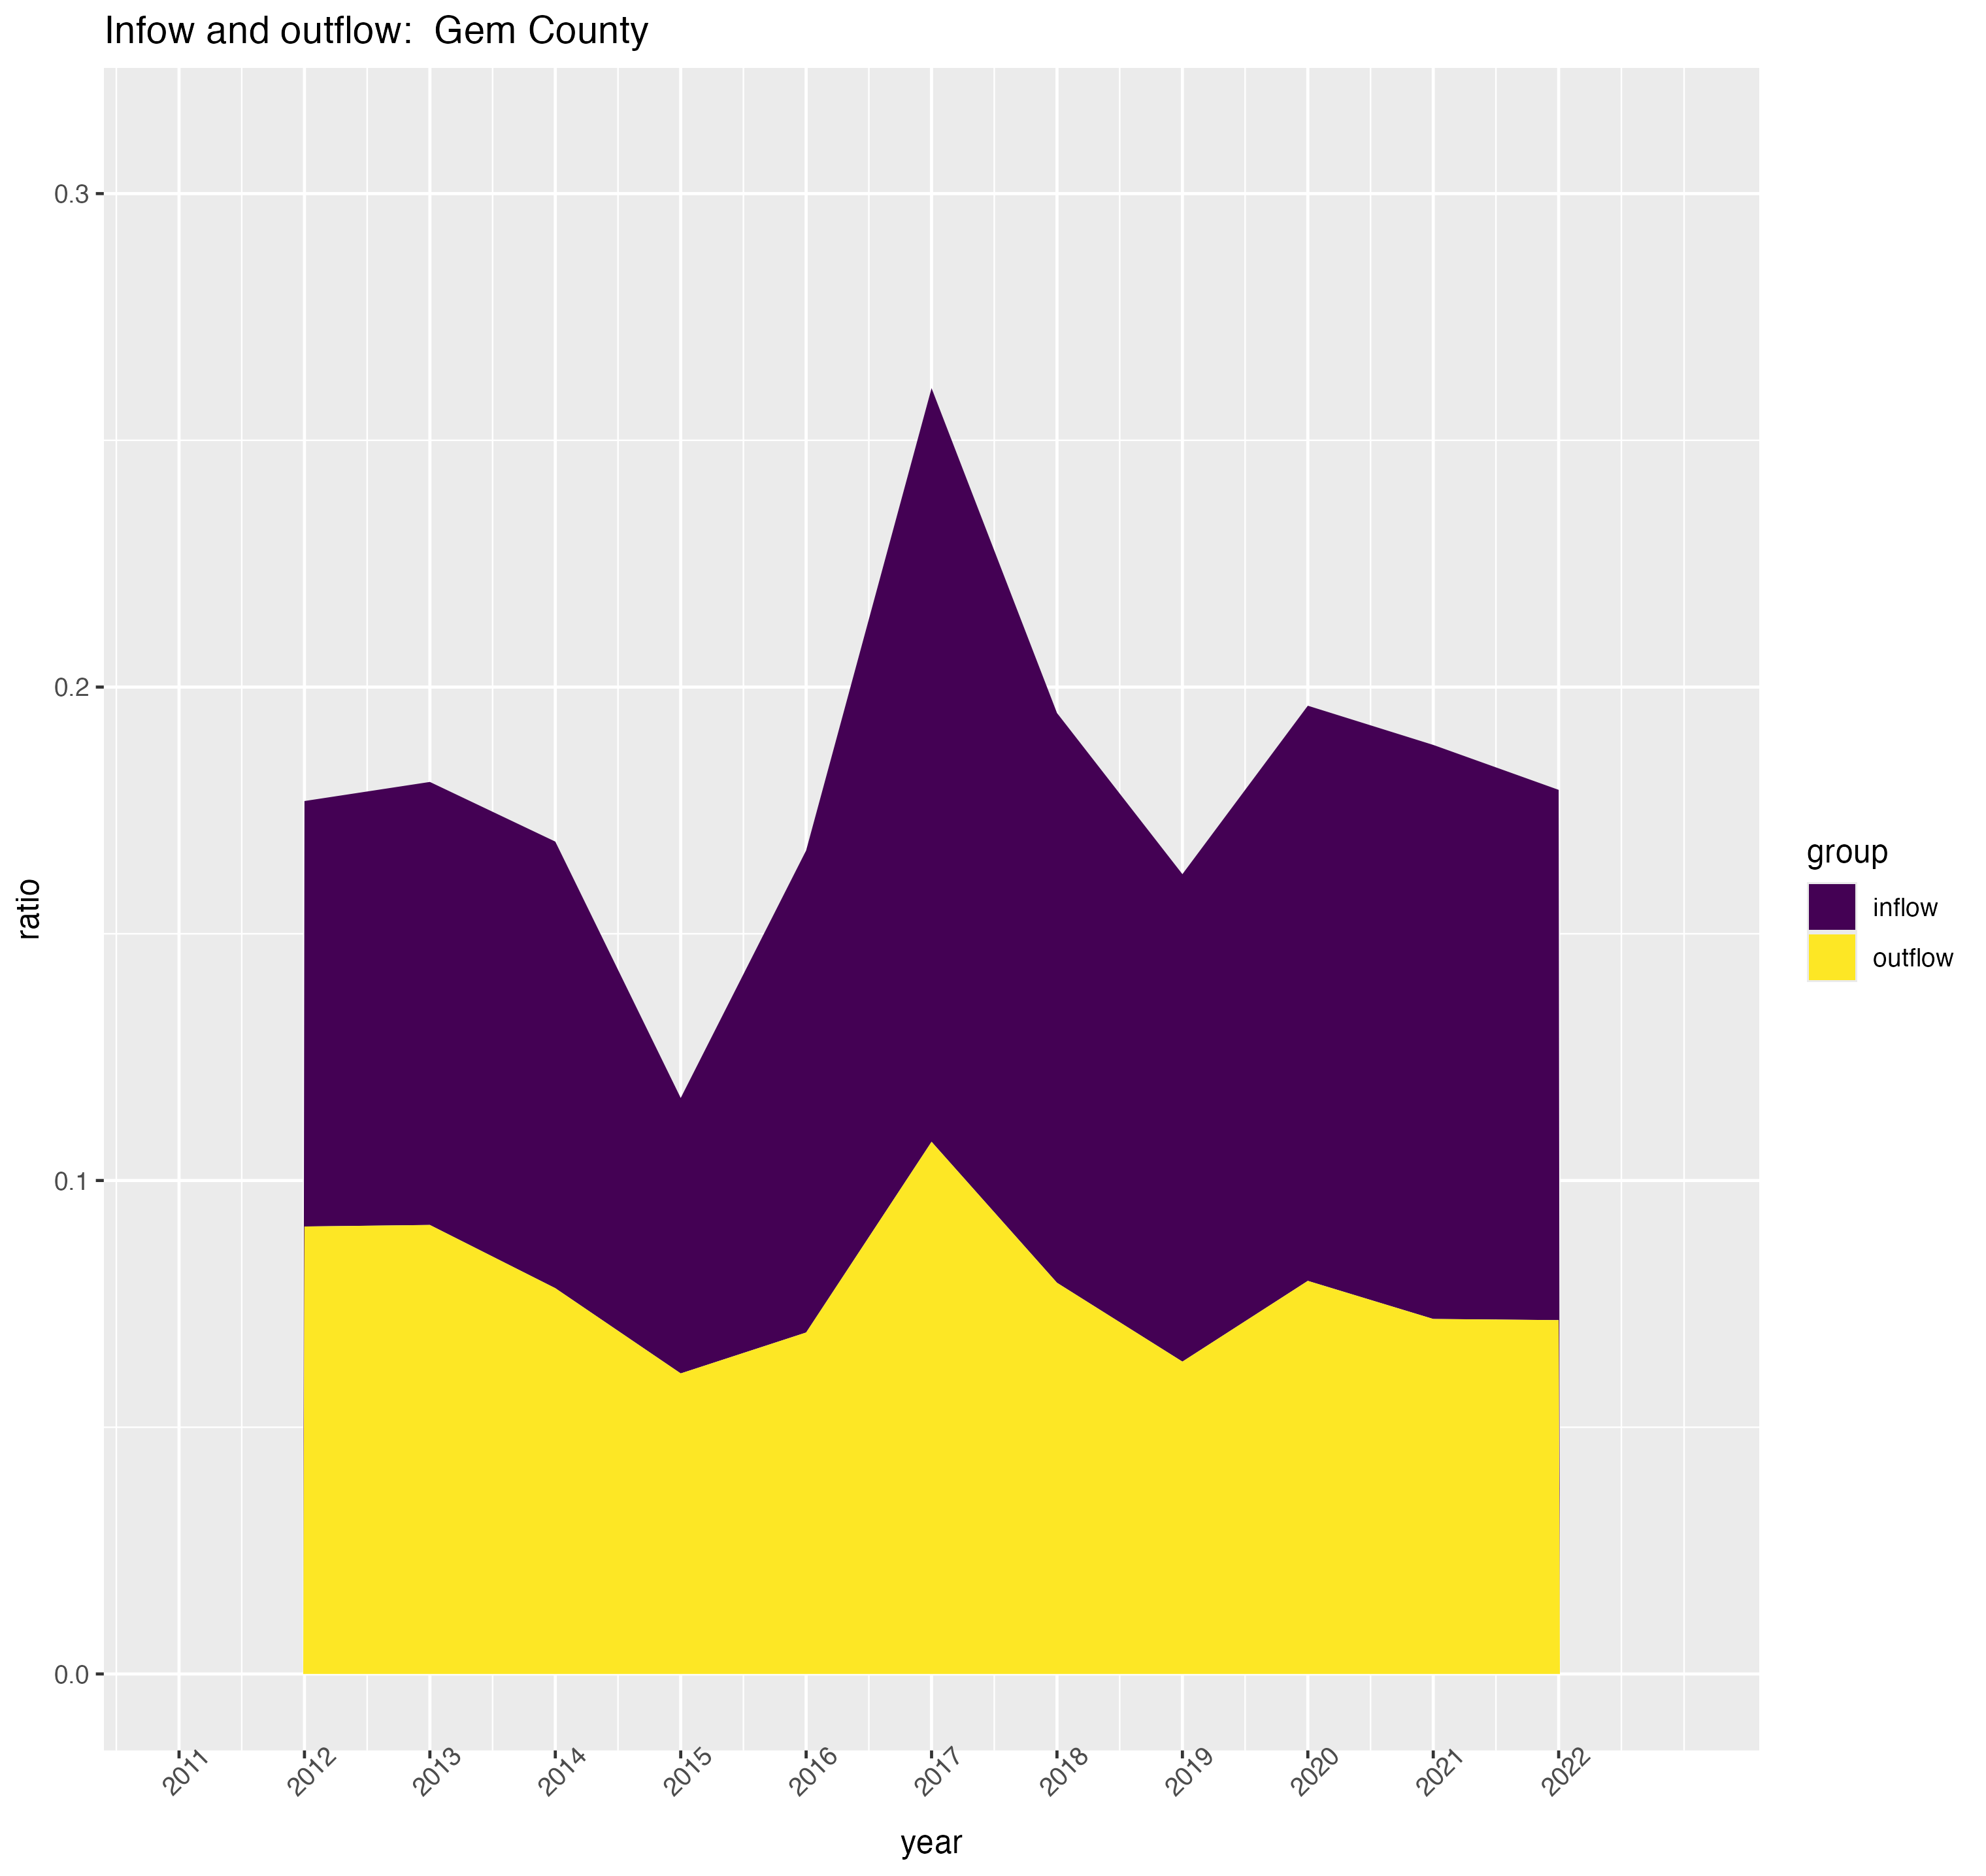 Infow and outflow:  Gem County
ratio
0.3
0.2
0.1
0.0
2011
2012
2013
2014
2015
2016
2017
2018
2019
2020
2021
2022
year
group
inflow
outflow